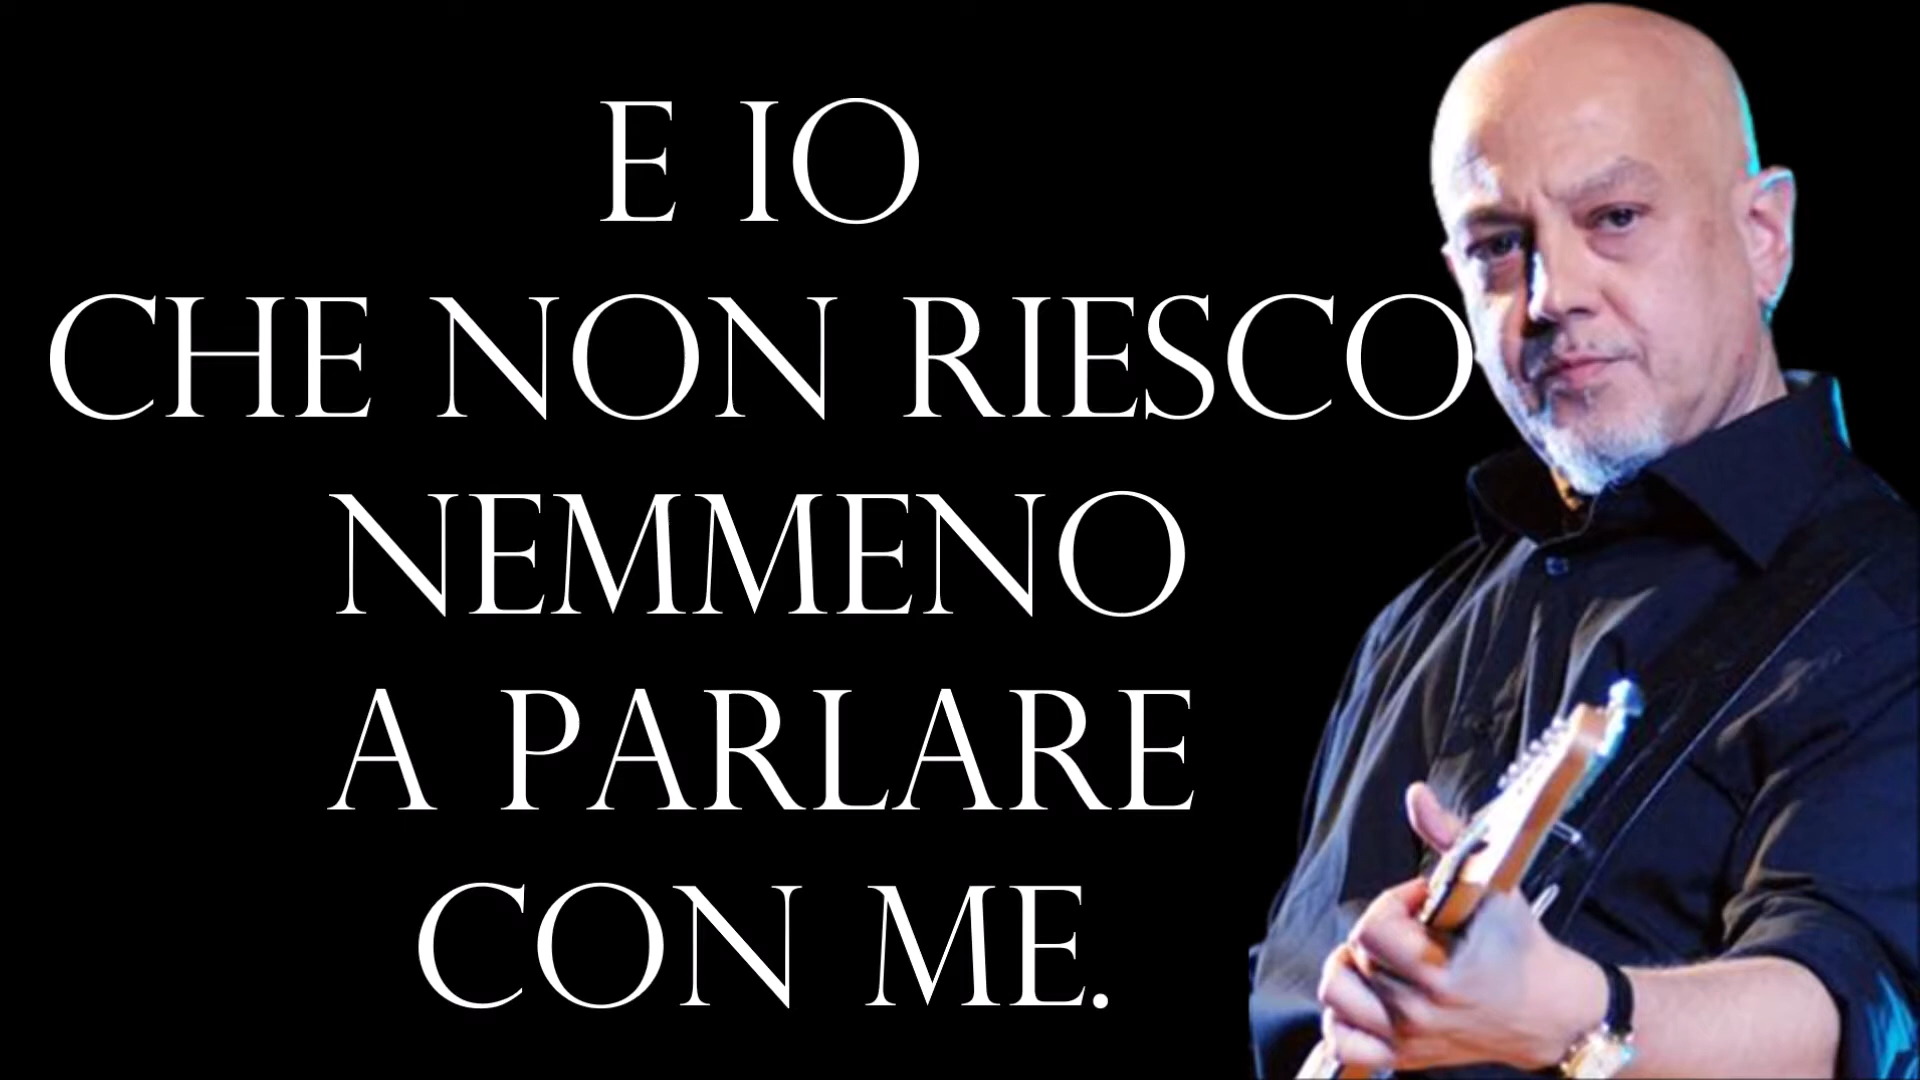 E IO
CHE NON RIESCO
NEMMENO
A PARLARE
CON ME.